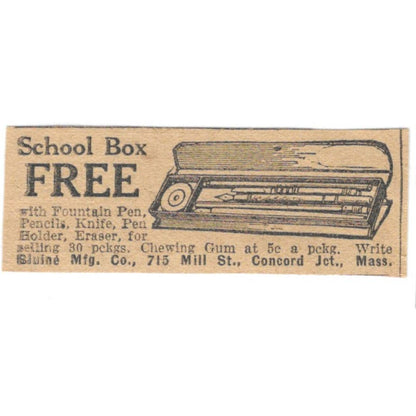 School Box
FREE
with Fountain Pen,
Pencils, Knife, Pen
Holder, Eraser, for
selling 30 pckgs. Chewing Gum at 5c a pckg. Write
Bluine Mfg. Co., 715 Mill St., Concord Jct., Mass.